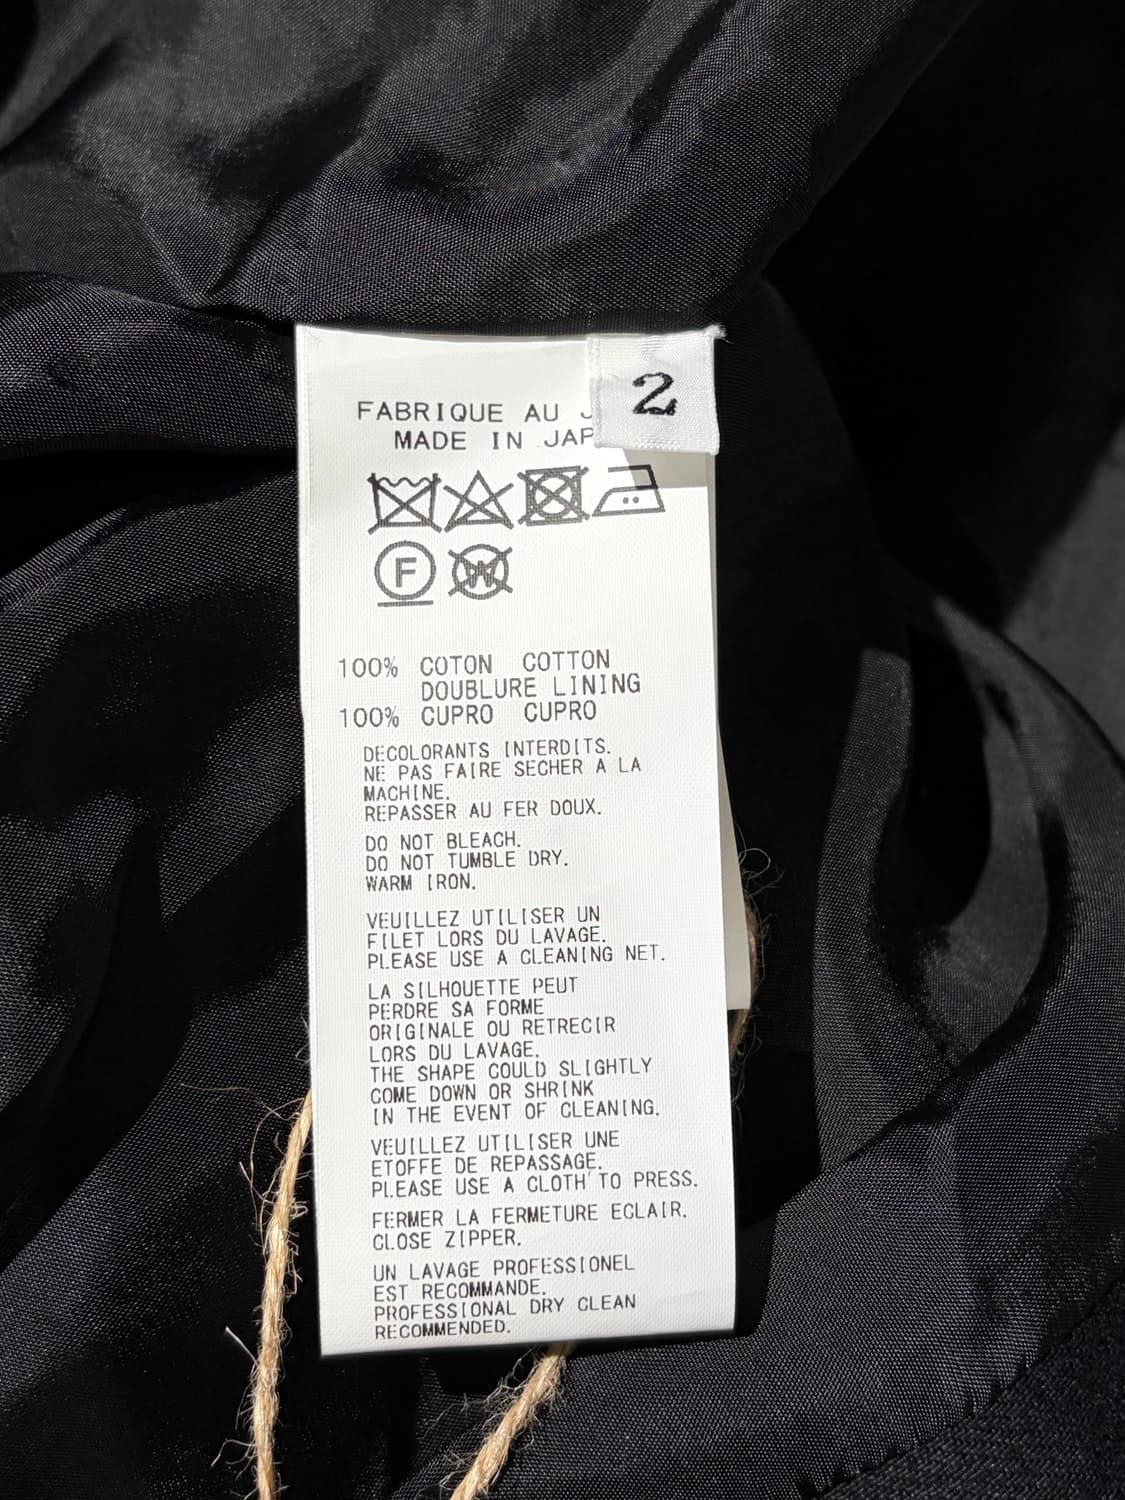 2
FABRIQUE AU
MADE IN
F
W
100% COTON COTTON
DOUBLURE LINING
100% CUPRO CUPRO
DECOLORANTS INTERDITS.
NE PAS FAIRE SECHER A LA
MACHINE.
REPASSER AU FER DOUX.
DO NOT BLEACH.
DO NOT TUMBLE DRY.
WARM IRON.
VEUILLEZ UTILISER UN
FILET LORS DU LAVAGE.
PLEASE USE A CLEANING NET.
LA SILHOUETTE PEUT
PERDRE SA FORME
ORIGINALE OU RETRECIR
LORS DU LAVAGE.
THE SHAPE COULD SLIGHTLY
COME DOWN OR SHRINK
IN THE EVENT OF CLEANING.
VEUILLEZ UTILISER UNE
ETOFFE DE REPASSAGE.
PLEASE USE A CLOTH TO PRESS.
FERMER LA FERMETURE ECLAIR.
CLOSE ZIPPER.
UN LAVAGE PROFESSIONEL
EST RECOMMANDE.
PROFESSIONAL DRY CLEAN
RECOMMENDED.